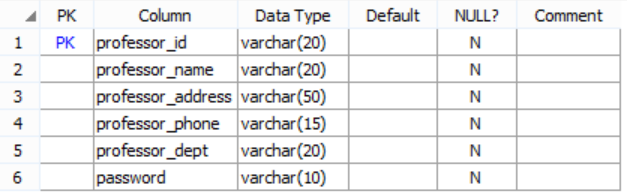 PK Column Data Type Default NULL? Comment
1 PK professor_id varchar(20) N
2 professor_name varchar(20) N
3 professor_address varchar(50) N
4 professor_phone varchar(15) N
5 professor_dept varchar(20) N
6 password varchar(10) N